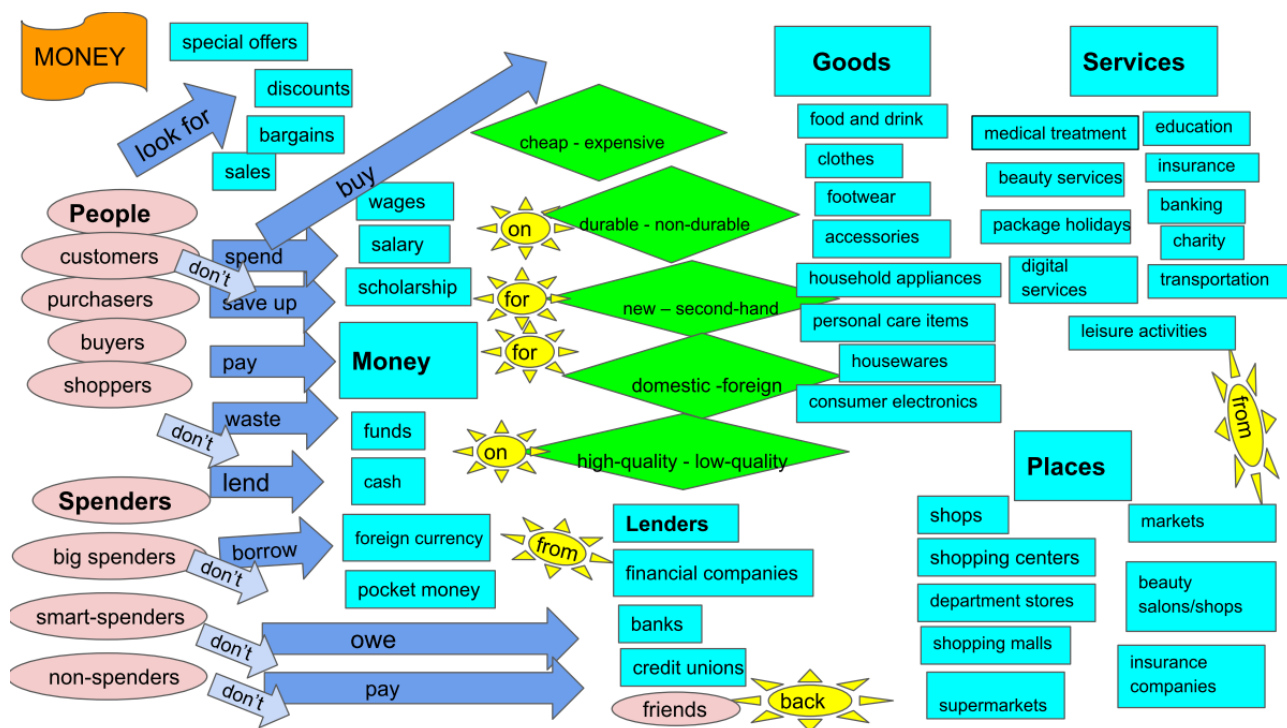 MONEY
special offers
discounts
bargains
sales
look for
buy
People
customers
purchasers
buyers
shoppers
don't
spend
save up
pay
waste
don't
lend
borrow
Spenders
big spenders
smart-spenders
non-spenders
don't
don't
don't
owe
pay
wages
salary
scholarship
Money
funds
cash
foreign currency
pocket money
on
for
for
on
from
cheap - expensive
durable - non-durable
new – second-hand
domestic -foreign
high-quality - low-quality
Lenders
financial companies
banks
credit unions
friends
back
Goods
food and drink
clothes
footwear
accessories
household appliances
personal care items
housewares
consumer electronics
Services
medical treatment
beauty services
package holidays
digital
services
education
insurance
banking
charity
transportation
leisure activities
from
Places
shops
shopping centers
department stores
shopping malls
supermarkets
markets
beauty
salons/shops
insurance
companies